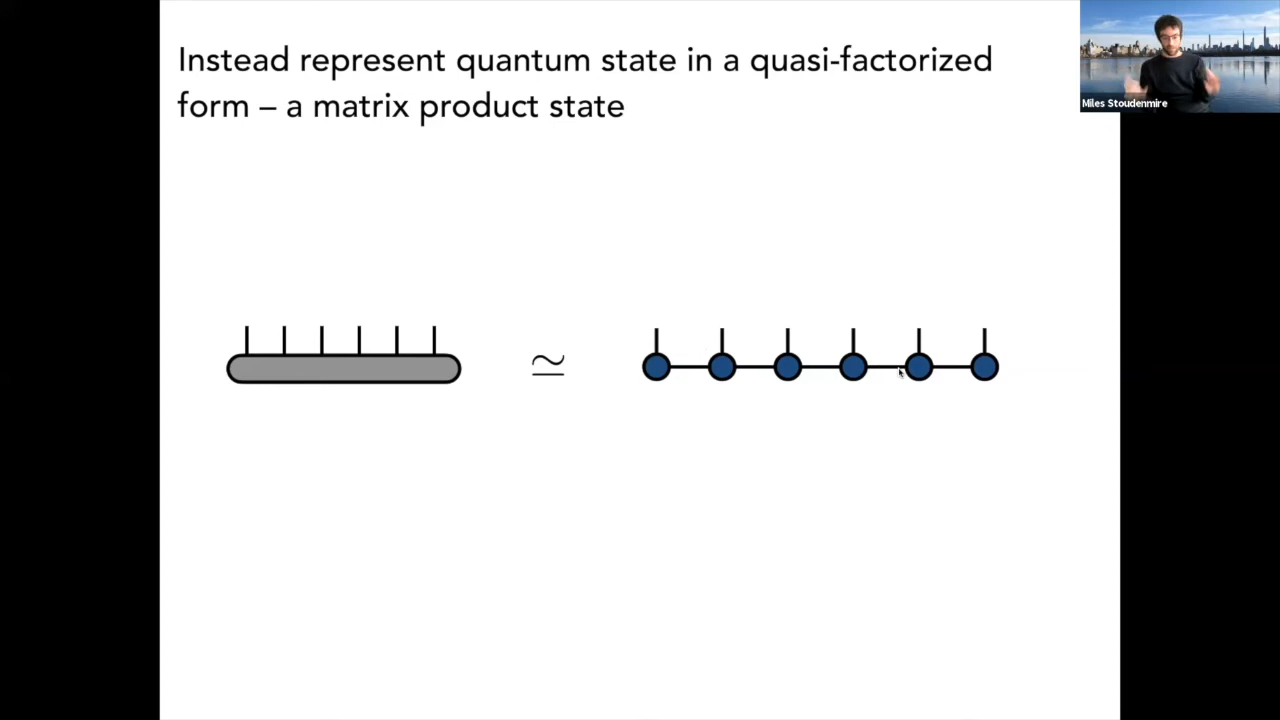 Instead represent quantum state in a quasi-factorized
form – a matrix product state
≃
Miles Stoudenmire